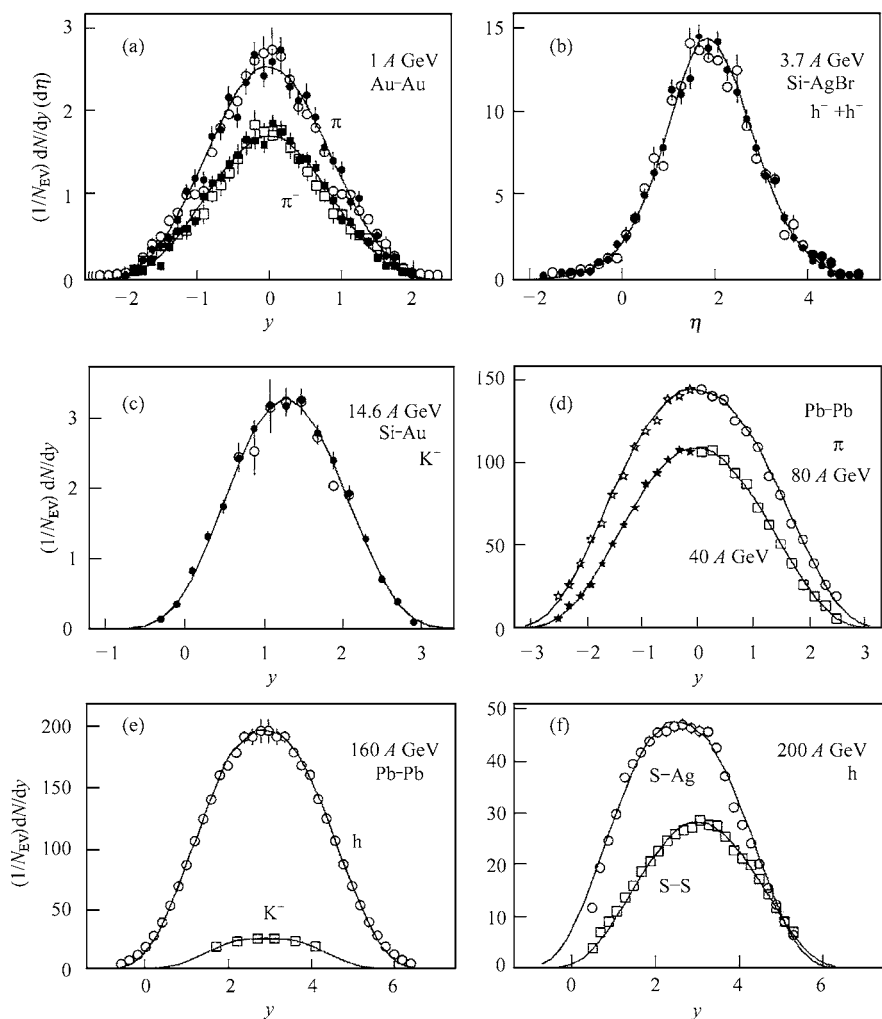 (a)
1 A GeV
Au-Au
π
π⁻
(1/N_EV) dN/dy (dη)
3
2
1
0
−2 −1 0 1 2
y
(b)
3.7 A GeV
Si-AgBr
h⁻ +h⁻
15
10
5
0
0 2 4
η
(c)
14.6 A GeV
Si-Au
K⁻
(1/N_EV) dN/dy
3
2
1
0
−1 0 1 2 3
y
(d)
Pb-Pb
π
80 A GeV
40 A GeV
150
100
50
0
−3 −2 −1 0 1 2 3
y
(e)
160 A GeV
Pb-Pb
h
K⁻
(1/N_EV)dN/dy
200
150
100
50
0
0 2 4 6
y
(f)
200 A GeV
h
S−Ag
S−S
50
40
30
20
10
0
0 2 4 6
y